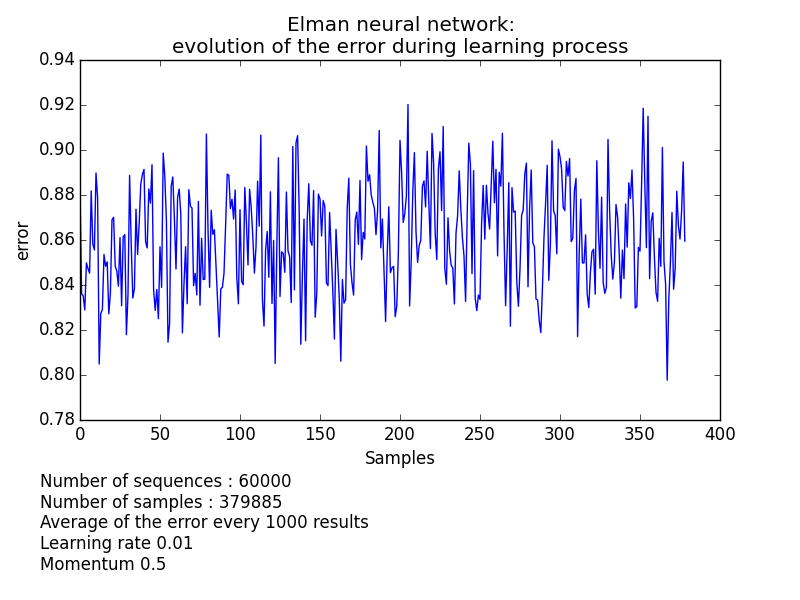 Elman neural network:
evolution of the error during learning process
0.94
0.92
0.90
0.88
0.86
0.84
0.82
0.80
0.78
error
0 50 100 150 200 250 300 350 400
Samples
Number of sequences : 60000
Number of samples : 379885
Average of the error every 1000 results
Learning rate 0.01
Momentum 0.5